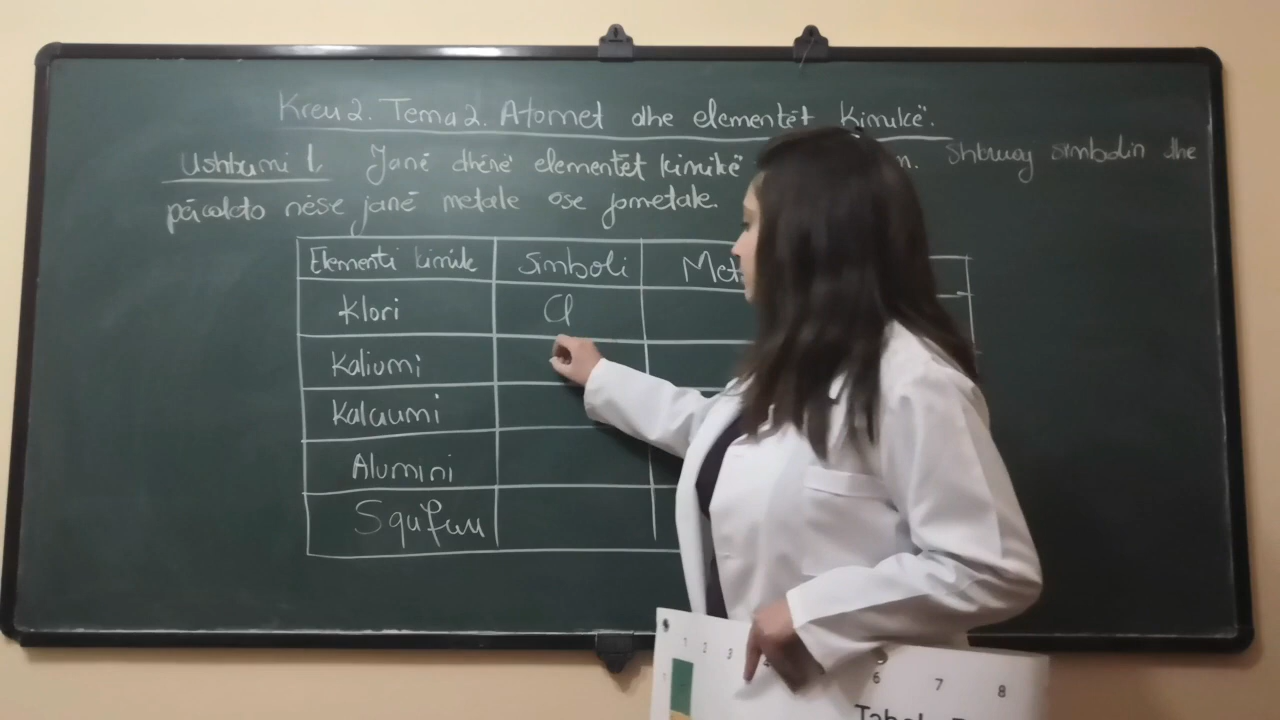 Kreu 2. Tema 2. Atomet dhe elementët kimikë.
Ushtrimi 1. Janë dhënë elementët kimikë Shkruaj simbolin dhe
përcakto nëse janë metale ose jometale.
Elementi kimik Simboli Met
Klori Cl
Kaliumi
Kalciumi
Alumini
Squfuri
1 2 3 4 6 7 8
1